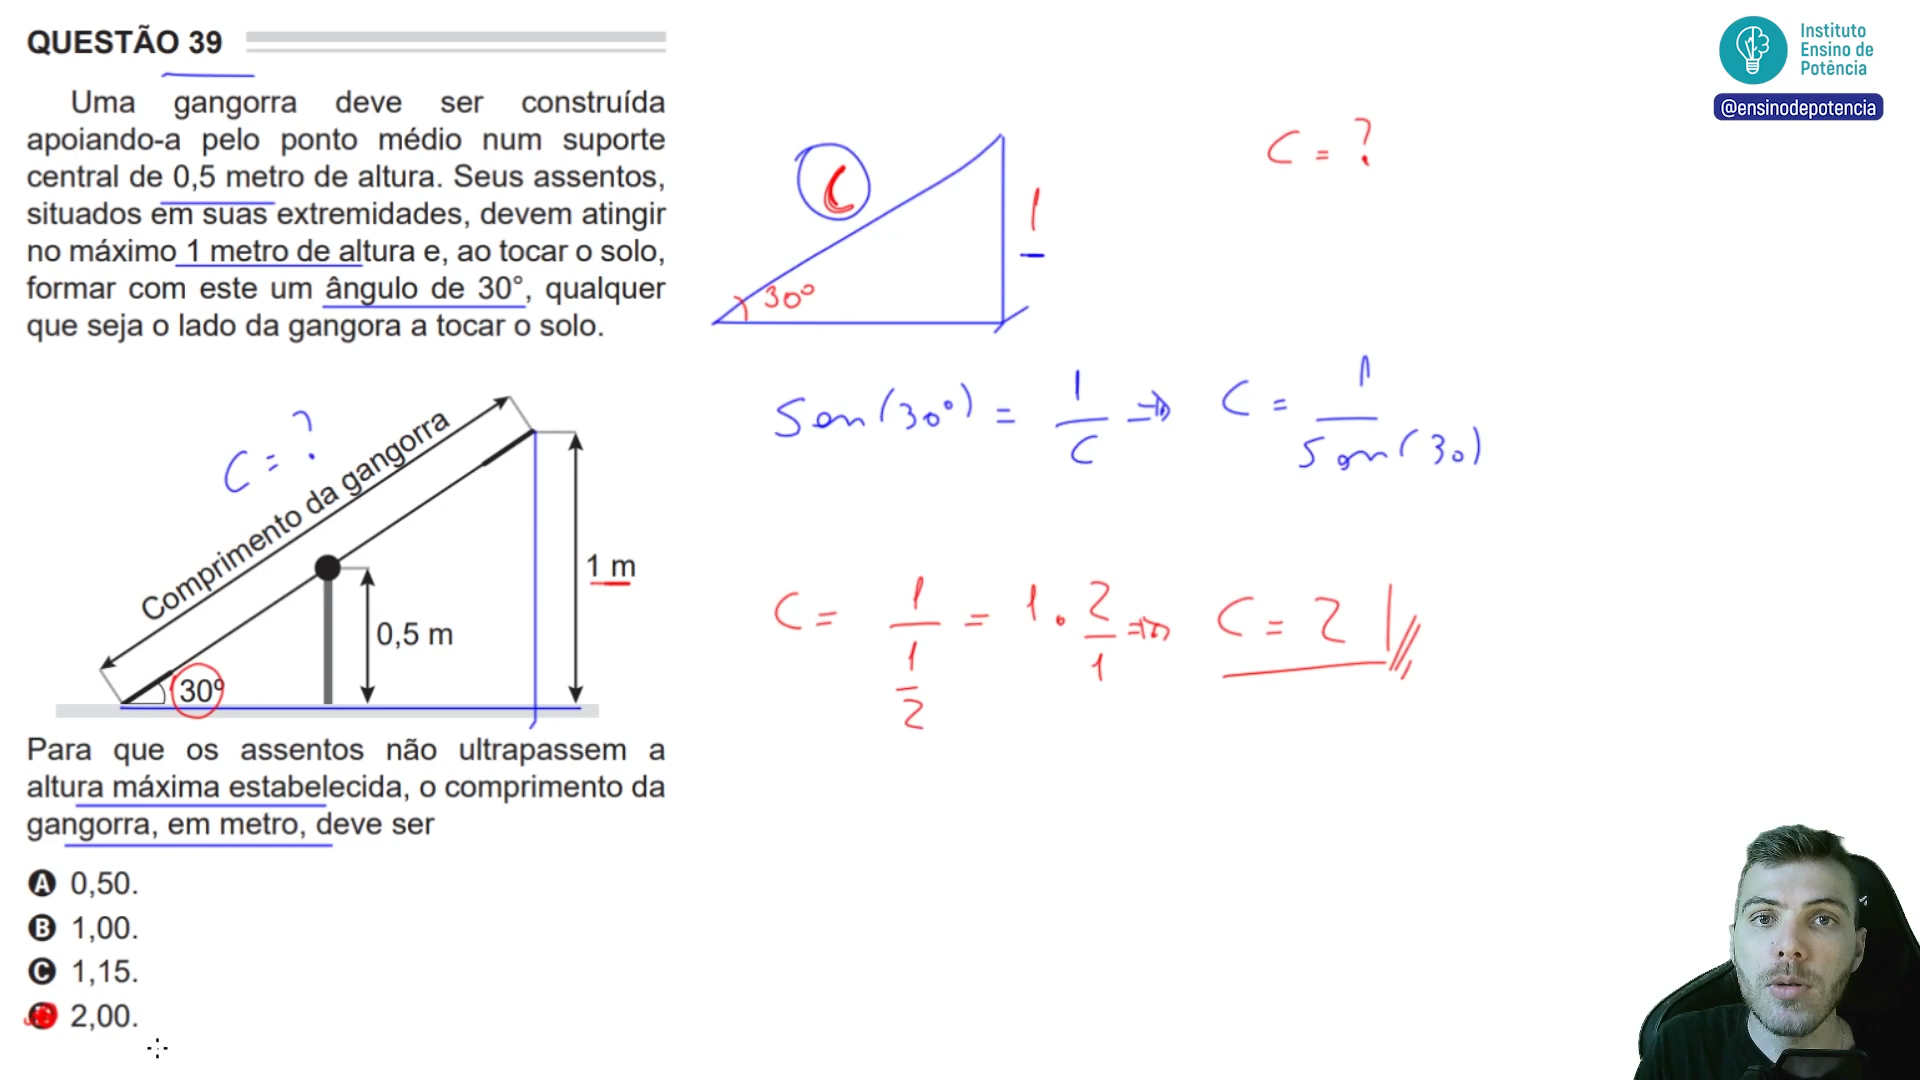 QUESTÃO 39
Uma gangorra deve ser construída
apoiando-a pelo ponto médio num suporte
central de 0,5 metro de altura. Seus assentos,
situados em suas extremidades, devem atingir
no máximo 1 metro de altura e, ao tocar o solo,
formar com este um ângulo de 30°, qualquer
que seja o lado da gangora a tocar o solo.
C = ?
Comprimento da gangorra
1 m
0,5 m
30º
Para que os assentos não ultrapassem a
altura máxima estabelecida, o comprimento da
gangorra, em metro, deve ser
A 0,50.
B 1,00.
C 1,15.
2,00.
C
1
30º
C = ?
Sen(30º) = 1/C ⇒ C = 1/Sen(30)
C = 1/(1/2) = 1 · 2/1 ⇒ C = 2
Instituto
Ensino de
Potência
@ensinodepotencia